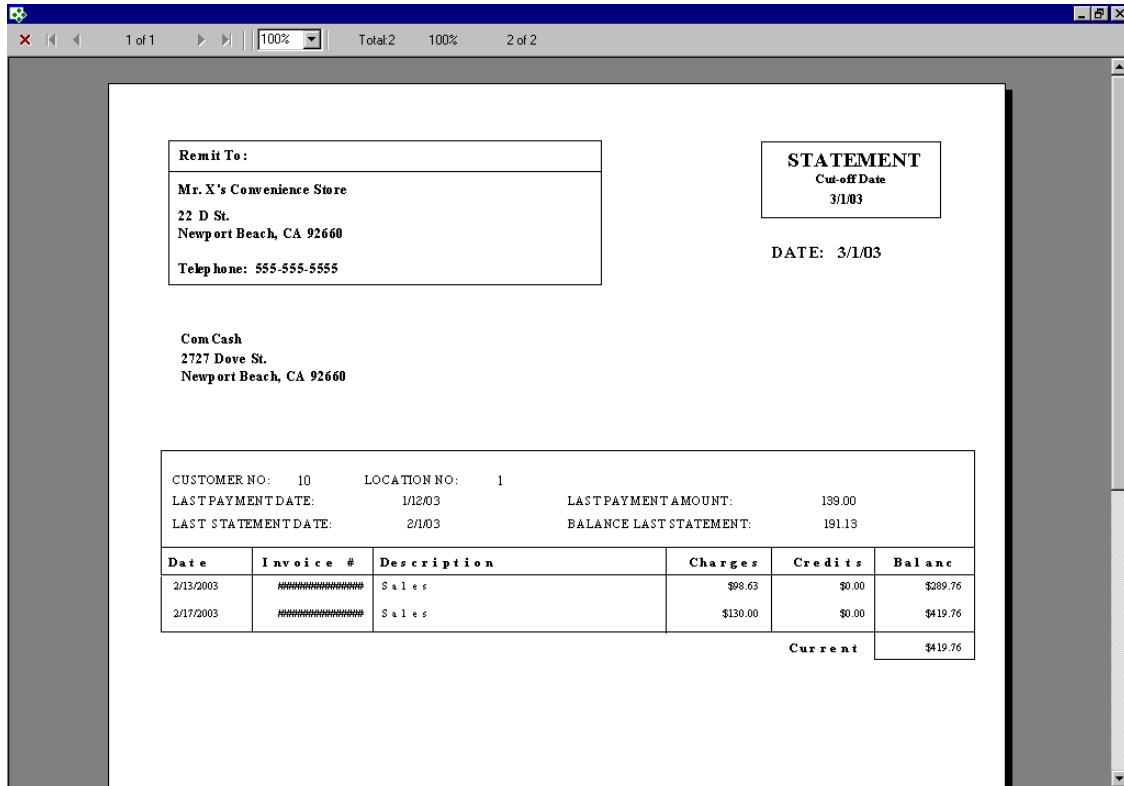 1 of 1 100% Total:2 100% 2 of 2
Remit To:
Mr. X's Convenience Store
22 D St.
Newport Beach, CA 92660
Telephone: 555-555-5555
STATEMENT
Cut-off Date
3/1/03
DATE: 3/1/03
Com Cash
2727 Dove St.
Newport Beach, CA 92660
CUSTOMER NO: 10 LOCATION NO: 1
LAST PAYMENT DATE: 1/12/03 LAST PAYMENT AMOUNT: 139.00
LAST STATEMENT DATE: 2/1/03 BALANCE LAST STATEMENT: 191.13
Date Invoice # Description Charges Credits Balanc
2/13/2003 ################ Sales $98.63 $0.00 $289.76
2/17/2003 ################ Sales $130.00 $0.00 $419.76
Current $419.76